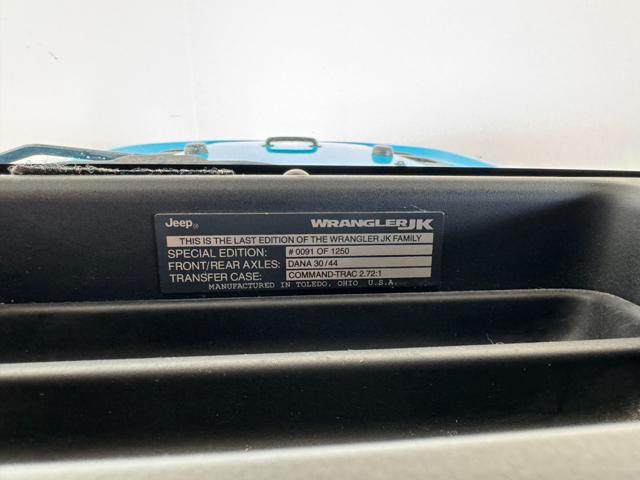 Jeep® WRANGLER JK
THIS IS THE LAST EDITION OF THE WRANGLER JK FAMILY
SPECIAL EDITION: # 0091 OF 1250
FRONT/REAR AXLES: DANA 30/44
TRANSFER CASE: COMMAND-TRAC 2.72:1
MANUFACTURED IN TOLEDO, OHIO U.S.A.